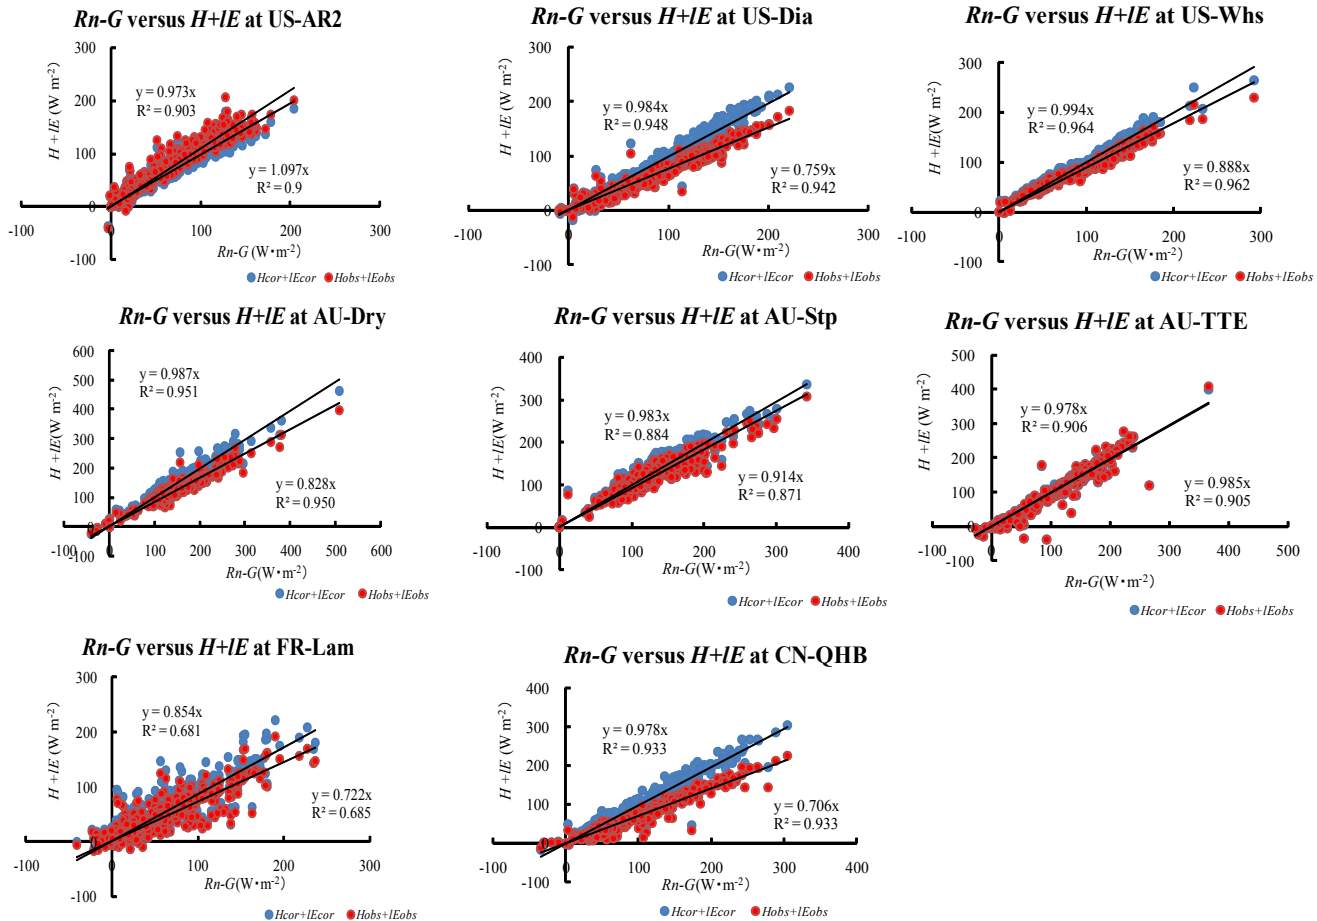 Rn-G versus H+lE at US-AR2
H +lE (W m-2)
300
200
100
0
-100
-100
0
100
200
300
y = 0.973x
R² = 0.903
y = 1.097x
R² = 0.9
Rn-G (W·m-2)
Hcor+lEcor
Hobs+lEobs
Rn-G versus H+lE at US-Dia
H +lE (W m-2)
300
200
100
0
-100
-100
0
100
200
300
y = 0.984x
R² = 0.948
y = 0.759x
R² = 0.942
Rn-G (W·m-2)
Hcor+lEcor
Hobs+lEobs
Rn-G versus H+lE at US-Whs
H +lE(W m-2)
300
200
100
0
-100
-100
0
100
200
300
y = 0.994x
R² = 0.964
y = 0.888x
R² = 0.962
Rn-G (W·m-2)
Hcor+lEcor
Hobs+lEobs
Rn-G versus H+lE at AU-Dry
H +lE(W m-2)
600
500
400
300
200
100
0
-100
-100
0
100
200
300
400
500
600
y = 0.987x
R² = 0.951
y = 0.828x
R² = 0.950
Rn-G(W·m-2)
Hcor+lEcor
Hobs+lEobs
Rn-G versus H+lE at AU-Stp
H +lE(W m-2)
400
300
200
100
0
-100
-100
0
100
200
300
400
y = 0.983x
R² = 0.884
y = 0.914x
R² = 0.871
Rn-G(W·m-2)
Hcor+lEcor
Hobs+lEobs
Rn-G versus H+lE at AU-TTE
H +lE (W m-2)
500
400
300
200
100
0
-100
-200
-100
0
100
200
300
400
500
y = 0.978x
R² = 0.906
y = 0.985x
R² = 0.905
Rn-G (W·m-2)
Hcor+lEcor
Hobs+lEobs
Rn-G versus H+lE at FR-Lam
H +lE (W m-2)
300
200
100
0
-100
-100
0
100
200
300
y = 0.854x
R² = 0.681
y = 0.722x
R² = 0.685
Rn-G(W·m-2)
Hcor+lEcor
Hobs+lEobs
Rn-G versus H+lE at CN-QHB
H +lE (W m-2)
400
300
200
100
0
-100
-100
0
100
200
300
400
y = 0.978x
R² = 0.933
y = 0.706x
R² = 0.933
Rn-G(W·m-2)
Hcor+lEcor
Hobs+lEobs